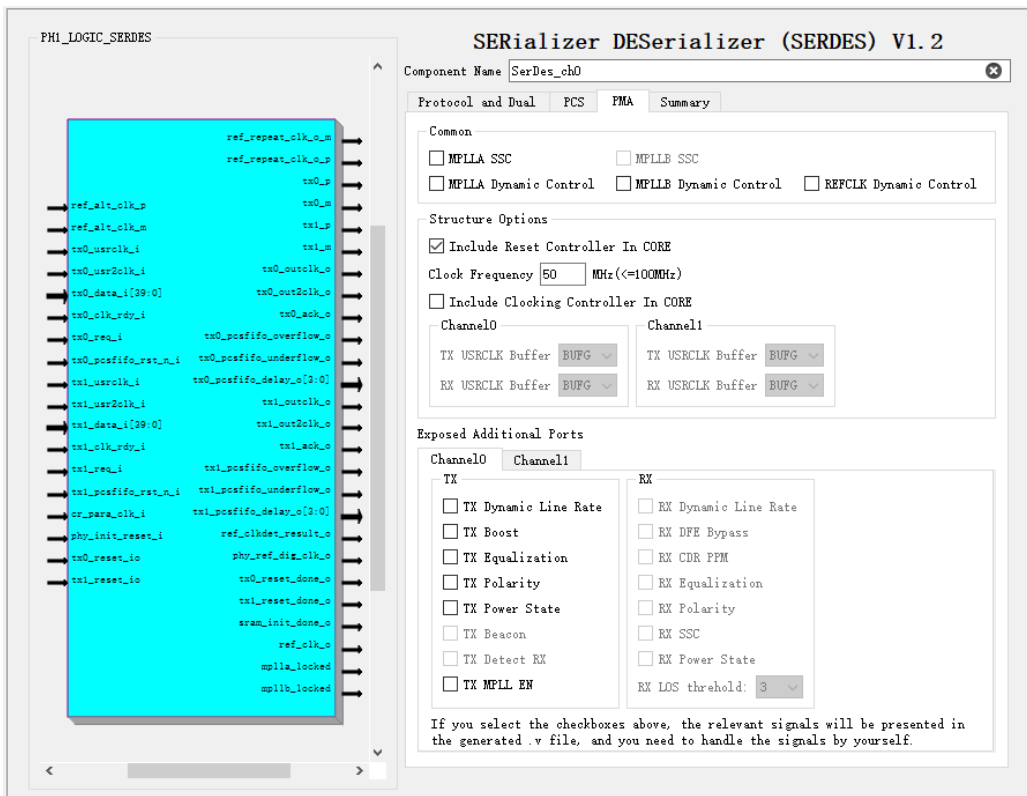 PH1_LOGIC_SERDES
ref_repeat_clk_o_m
ref_repeat_clk_o_p
tx0_p
ref_alt_clk_p
tx0_m
ref_alt_clk_m
tx1_p
tx0_usrclk_i
tx1_m
tx0_usr2clk_i
tx0_outclk_o
tx0_data_i[39:0]
tx0_out2clk_o
tx0_clk_rdy_i
tx0_ack_o
tx0_req_i
tx0_pcsfifo_overflow_o
tx0_pcsfifo_rst_n_i
tx0_pcsfifo_underflow_o
tx1_usrclk_i
tx0_pcsfifo_delay_o[3:0]
tx1_usr2clk_i
tx1_outclk_o
tx1_data_i[39:0]
tx1_out2clk_o
tx1_clk_rdy_i
tx1_ack_o
tx1_req_i
tx1_pcsfifo_overflow_o
tx1_pcsfifo_rst_n_i
tx1_pcsfifo_underflow_o
cr_para_clk_i
tx1_pcsfifo_delay_o[3:0]
phy_init_reset_i
ref_clkdet_result_o
tx0_reset_io
phy_ref_dig_clk_o
tx1_reset_io
tx0_reset_done_o
tx1_reset_done_o
sram_init_done_o
ref_clk_o
mplla_locked
mpllb_locked
SERializer DESerializer (SERDES) V1.2
Component Name SerDes_ch0
Protocol and Dual PCS PMA Summary
Common
MPLLA SSC MPLLB SSC
MPLLA Dynamic Control MPLLB Dynamic Control REFCLK Dynamic Control
Structure Options
Include Reset Controller In CORE
Clock Frequency 50 MHz(<=100MHz)
Include Clocking Controller In CORE
Channel0 Channel1
TX USRCLK Buffer BUFG TX USRCLK Buffer BUFG
RX USRCLK Buffer BUFG RX USRCLK Buffer BUFG
Exposed Additional Ports
Channel0 Channel1
TX RX
TX Dynamic Line Rate RX Dynamic Line Rate
TX Boost RX DFE Bypass
TX Equalization RX CDR PPM
TX Polarity RX Equalization
TX Power State RX Polarity
TX Beacon RX SSC
TX Detect RX RX Power State
TX MPLL EN RX LOS threhold: 3
If you select the checkboxes above, the relevant signals will be presented in
the generated .v file, and you need to handle the signals by yourself.